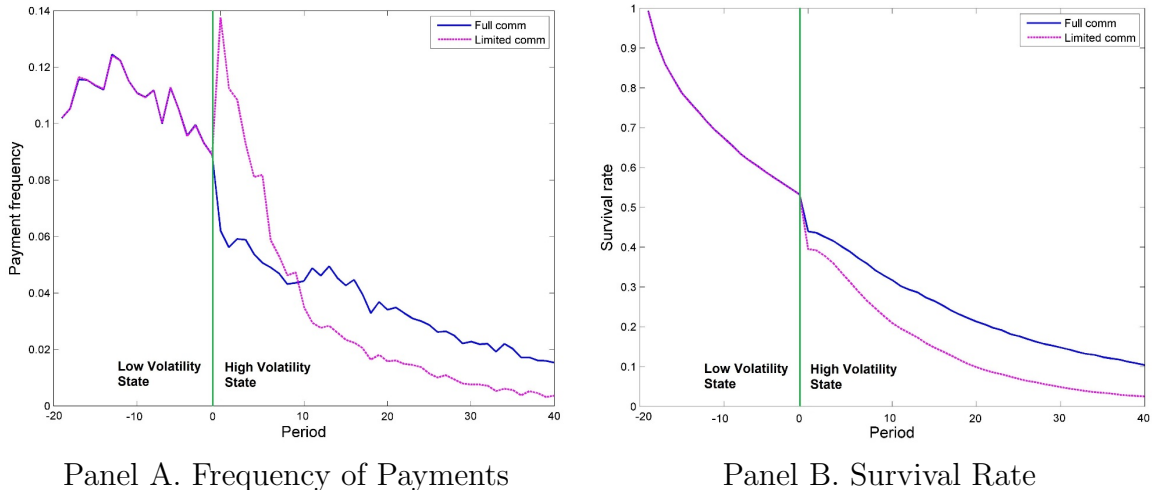 0.14
0.12
0.1
0.08
0.06
0.04
0.02
0
Payment frequency
Full comm
Limited comm
Low Volatility
State
High Volatility
State
-20
-10
0
10
20
30
40
Period
Panel A. Frequency of Payments
1
0.9
0.8
0.7
0.6
0.5
0.4
0.3
0.2
0.1
0
Survival rate
Full comm
Limited comm
Low Volatility
State
High Volatility
State
-20
-10
0
10
20
30
40
Period
Panel B. Survival Rate